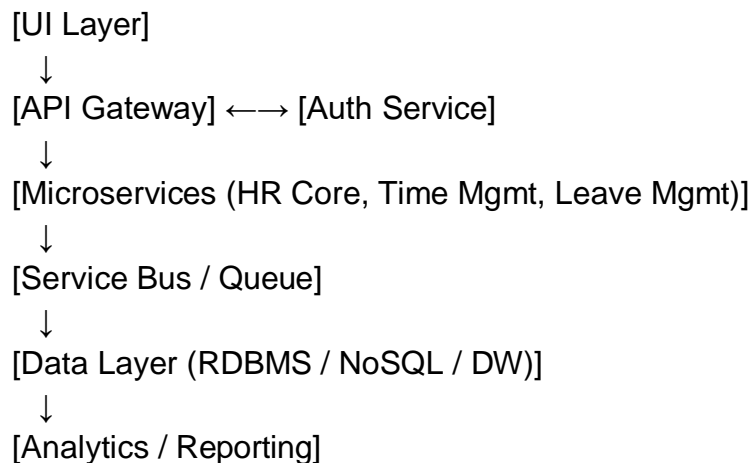 [UI Layer]
↓
[API Gateway] ←→ [Auth Service]
↓
[Microservices (HR Core, Time Mgmt, Leave Mgmt)]
↓
[Service Bus / Queue]
↓
[Data Layer (RDBMS / NoSQL / DW)]
↓
[Analytics / Reporting]